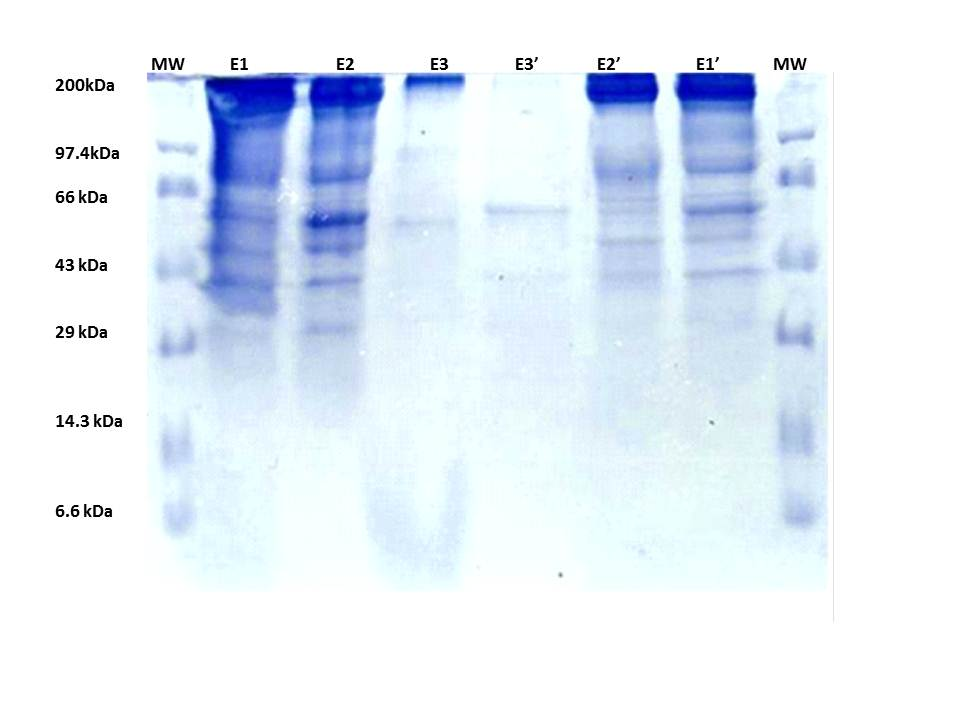 MW E1 E2 E3 E3’ E2’ E1’ MW
200kDa
97.4kDa
66 kDa
43 kDa
29 kDa
14.3 kDa
6.6 kDa